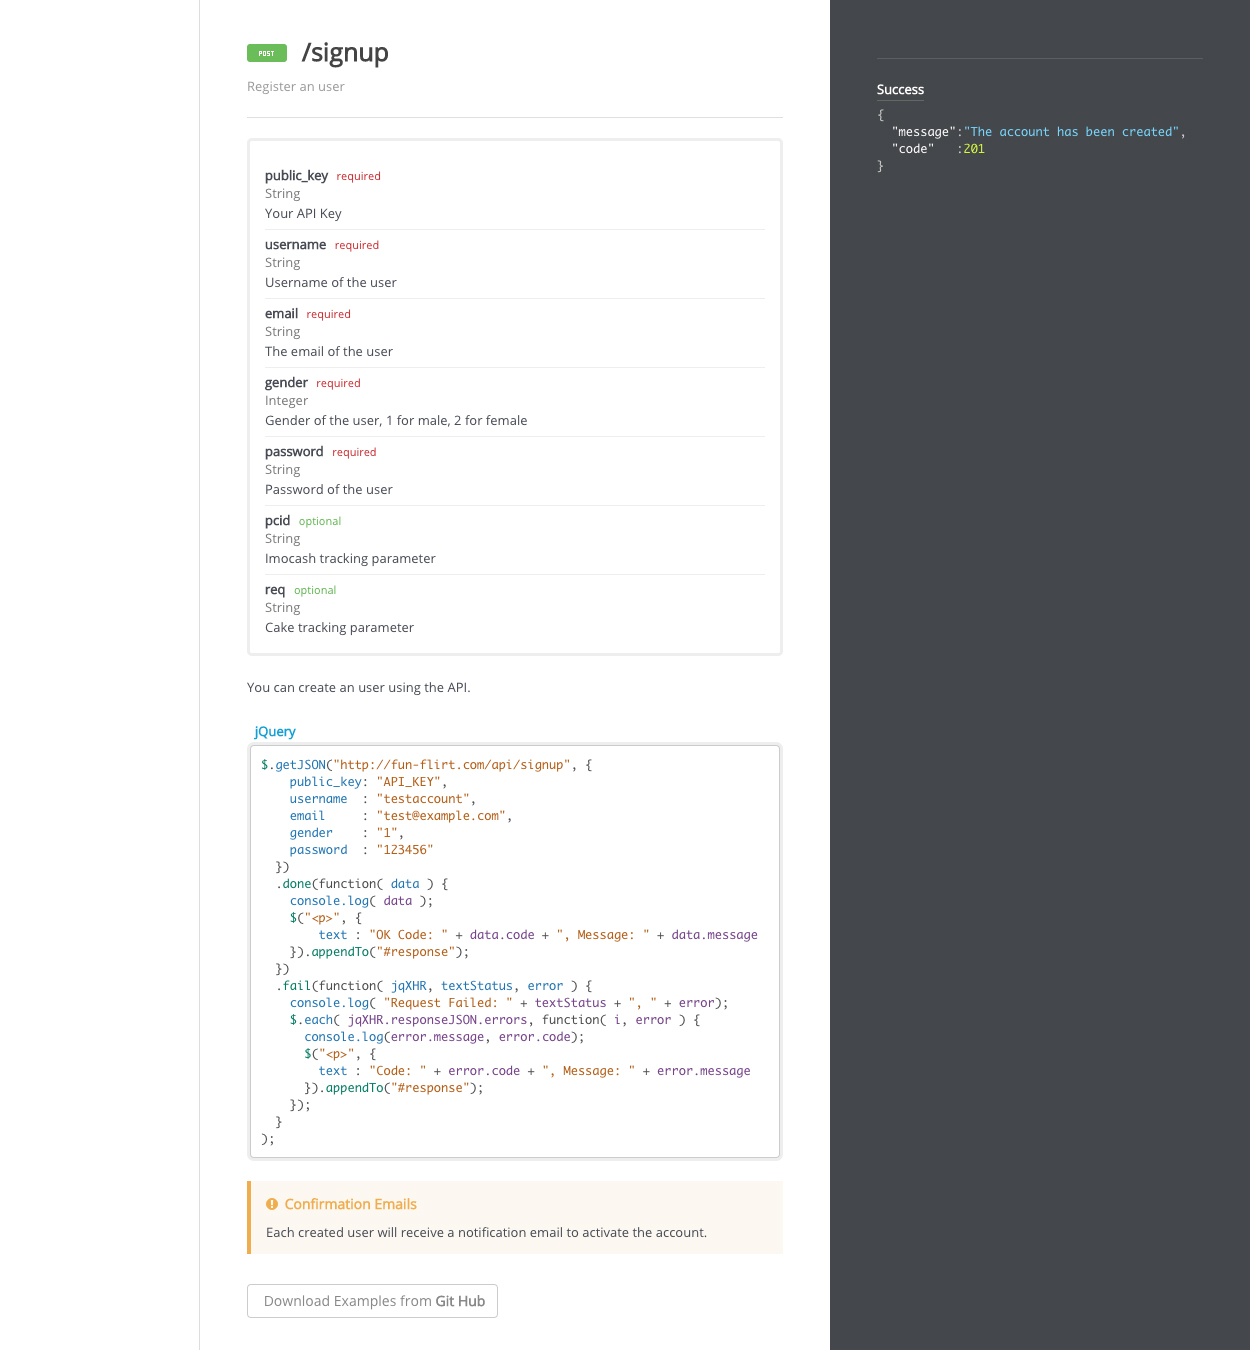 POST /signup
Register an user
public_key required
String
Your API Key
username required
String
Username of the user
email required
String
The email of the user
gender required
Integer
Gender of the user, 1 for male, 2 for female
password required
String
Password of the user
pcid optional
String
Imocash tracking parameter
req optional
String
Cake tracking parameter
You can create an user using the API.
jQuery
$.getJSON("http://fun-flirt.com/api/signup", {
    public_key: "API_KEY",
    username  : "testaccount",
    email     : "test@example.com",
    gender    : "1",
    password  : "123456"
  })
  .done(function( data ) {
    console.log( data );
    $("<p>", {
        text : "OK Code: " + data.code + ", Message: " + data.message
    }).appendTo("#response");
  })
  .fail(function( jqXHR, textStatus, error ) {
    console.log( "Request Failed: " + textStatus + ", " + error);
    $.each( jqXHR.responseJSON.errors, function( i, error ) {
      console.log(error.message, error.code);
      $("<p>", {
        text : "Code: " + error.code + ", Message: " + error.message
      }).appendTo("#response");
    });
  }
);
Confirmation Emails
Each created user will receive a notification email to activate the account.
Download Examples from Git Hub
Success
{
  "message":"The account has been created",
  "code"   :201
}